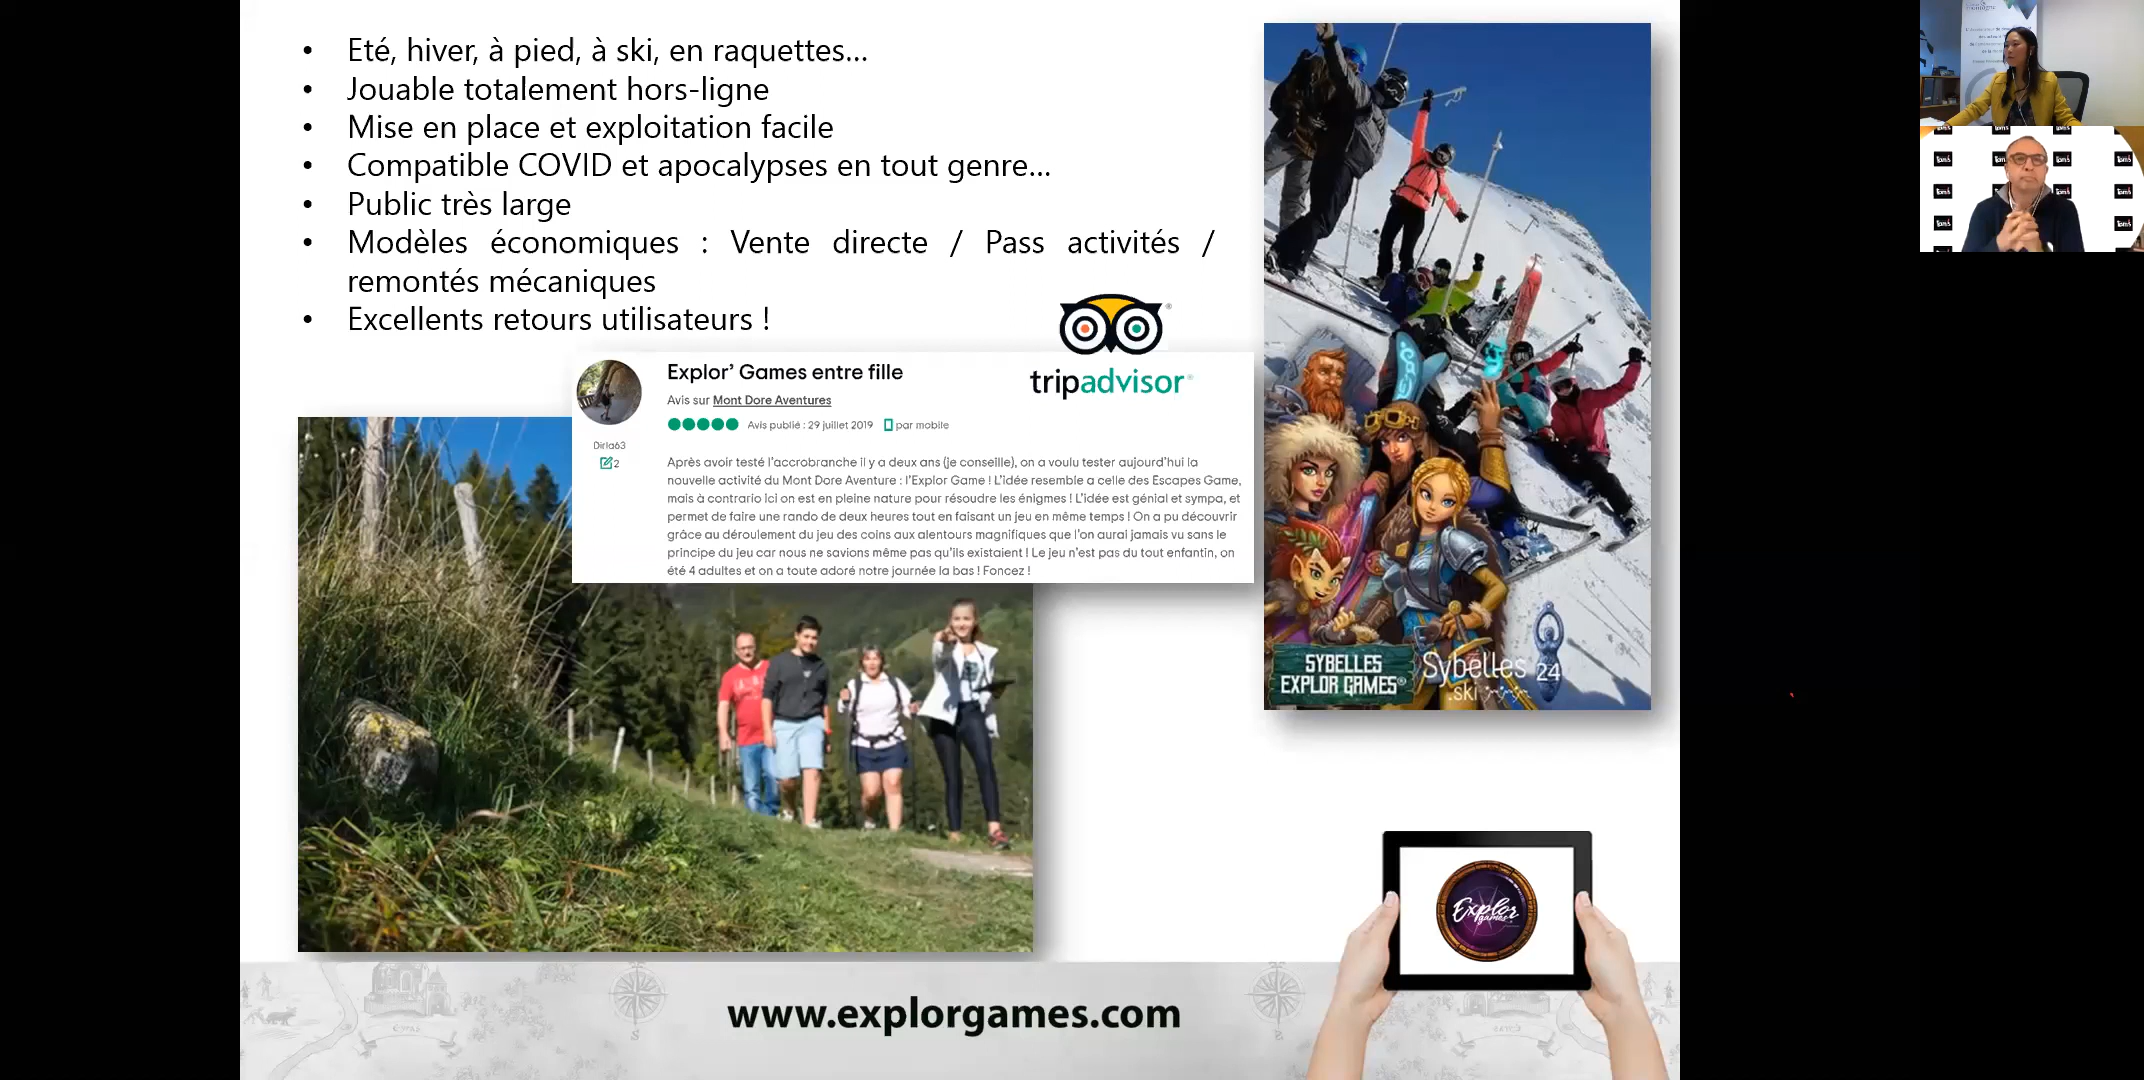 • Eté, hiver, à pied, à ski, en raquettes...
• Jouable totalement hors-ligne
• Mise en place et exploitation facile
• Compatible COVID et apocalypses en tout genre...
• Public très large
• Modèles économiques : Vente directe / Pass activités /
remontés mécaniques
• Excellents retours utilisateurs !
tripadvisor®
Explor' Games entre fille
Avis sur Mont Dore Aventures
Avis publié : 29 juillet 2019 par mobile
Dirla63
2
Après avoir testé l'accrobranche il y a deux ans (je conseille), on a voulu tester aujourd'hui la
nouvelle activité du Mont Dore Aventure : l'Explor Game ! L'idée resemble a celle des Escapes Game,
mais à contrario ici on est en pleine nature pour résoudre les énigmes ! L'idée est génial et sympa, et
permet de faire une rando de deux heures tout en faisant un jeu en même temps ! On a pu découvrir
grâce au déroulement du jeu des coins aux alentours magnifiques que l'on aurai jamais vu sans le
principe du jeu car nous ne savions même pas qu'ils existaient ! Le jeu n'est pas du tout enfantin, on
été 4 adultes et on a toute adoré notre journée la bas ! Foncez !
SYBELLES
EXPLOR GAMES®
Sybelles 24
.ski
Explor
games
www.explorgames.com
Tom's